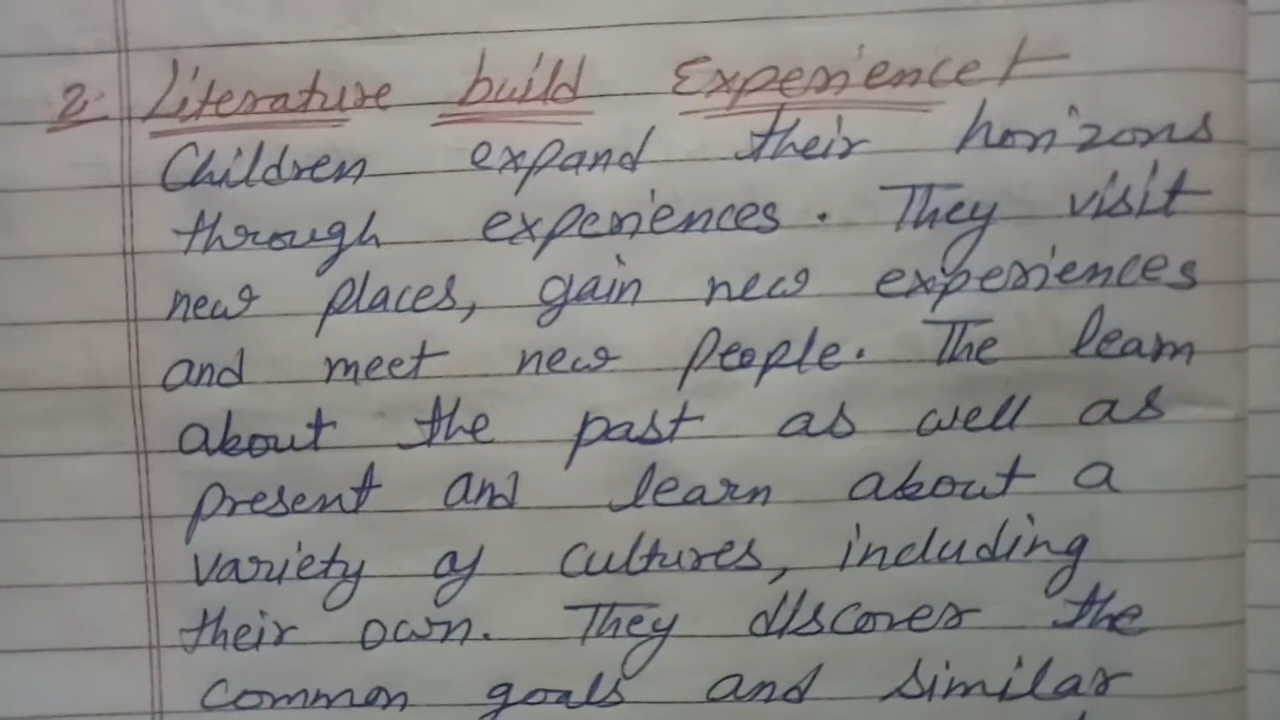 2. Literature build Experience :-
Children expand their horizons
through experiences. They visit
new places, gain new experiences
and meet new people. The learn
about the past as well as
present and learn about a
variety of cultures, including
their own. They discover the
common goals and similar